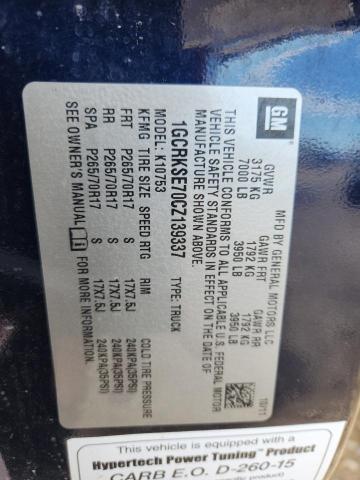 GM
MFD BY GENERAL MOTORS LLC
10/11
GVWR GAWR FRT GAWR RR
3175 KG 1792 KG 1792 KG
7000 LB 3950 LB 3950 LB
THIS VEHICLE CONFORMS TO ALL APPLICABLE U.S. FEDERAL MOTOR
VEHICLE SAFETY STANDARDS IN EFFECT ON THE DATE OF
MANUFACTURE SHOWN ABOVE.
1GCRKSE70CZ139337 TYPE: TRUCK
MODEL: K10753
KFMG TIRE SIZE SPEED RTG RIM COLD TIRE PRESSURE
FRT P265/70R17 S 17X7.5J 240KPA(35PSI)
RR P265/70R17 S 17X7.5J 240KPA(35PSI)
SPA P265/70R17 S 17X7.5J 240KPA(35PSI)
SEE OWNER'S MANUAL
This vehicle is equipped with a
Hypertech Power Tuning™ Product
CARB E.O. D-260-15